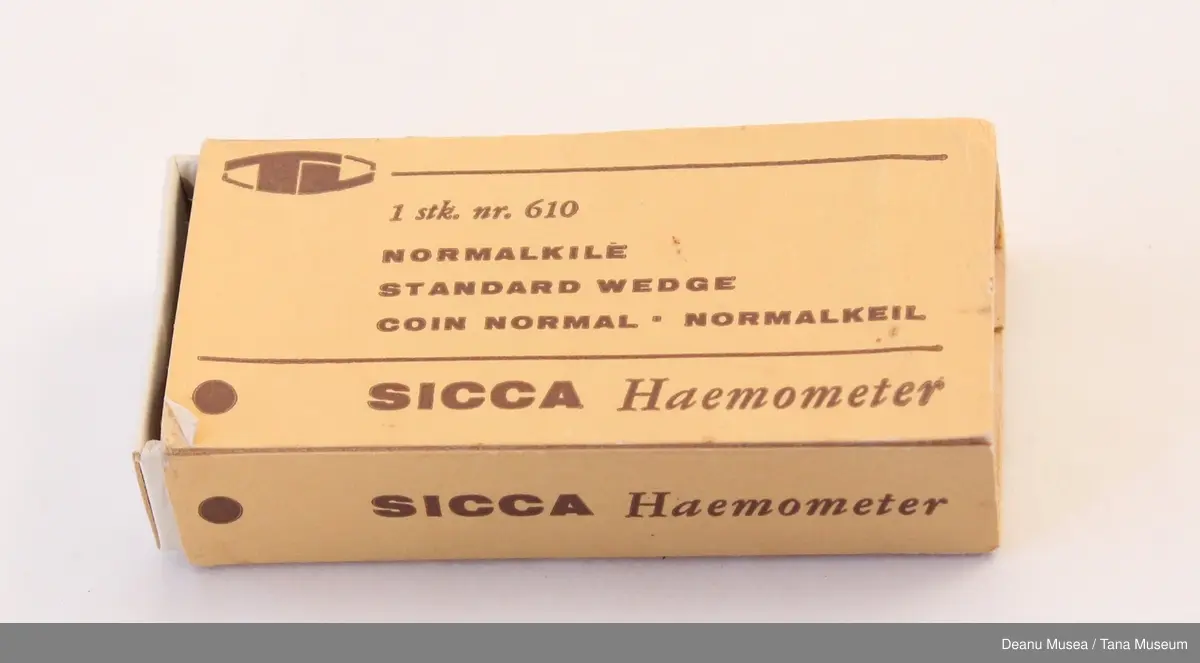 1 stk. nr. 610
NORMALKILE
STANDARD WEDGE
COIN NORMAL · NORMALKEIL
SICCA Haemometer
SICCA Haemometer
Deanu Musea / Tana Museum